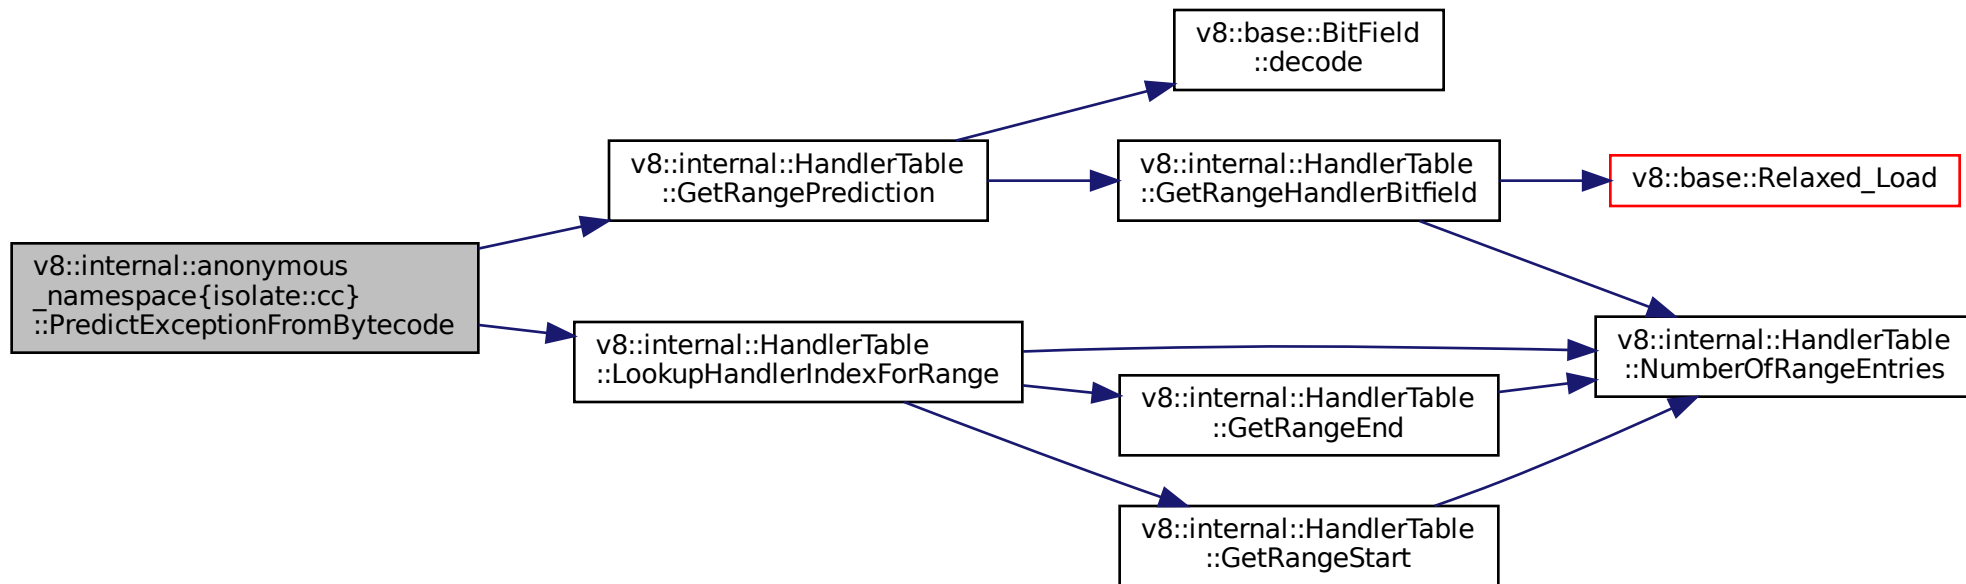 v8::internal::anonymous
_namespace{isolate::cc}
::PredictExceptionFromBytecode
v8::internal::HandlerTable
::GetRangePrediction
v8::base::BitField
::decode
v8::internal::HandlerTable
::GetRangeHandlerBitfield
v8::base::Relaxed_Load
v8::internal::HandlerTable
::NumberOfRangeEntries
v8::internal::HandlerTable
::LookupHandlerIndexForRange
v8::internal::HandlerTable
::GetRangeEnd
v8::internal::HandlerTable
::GetRangeStart